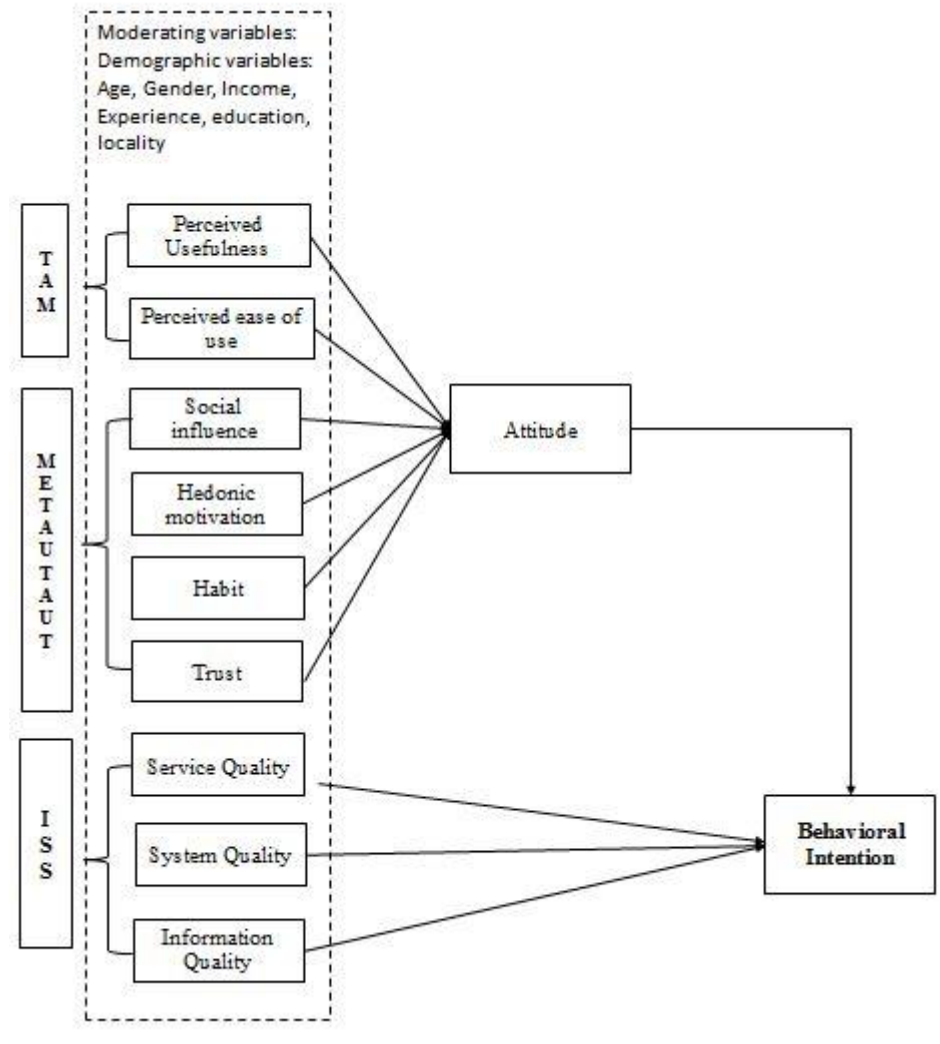 Moderating variables:
Demographic variables:
Age, Gender, Income,
Experience, education,
locality
T
A
M
Perceived
Usefulness
Perceived ease of
use
M
E
T
A
U
T
A
U
T
Social
influence
Hedonic
motivation
Habit
Trust
Attitude
I
S
S
Service Quality
System Quality
Information
Quality
Behavioral
Intention